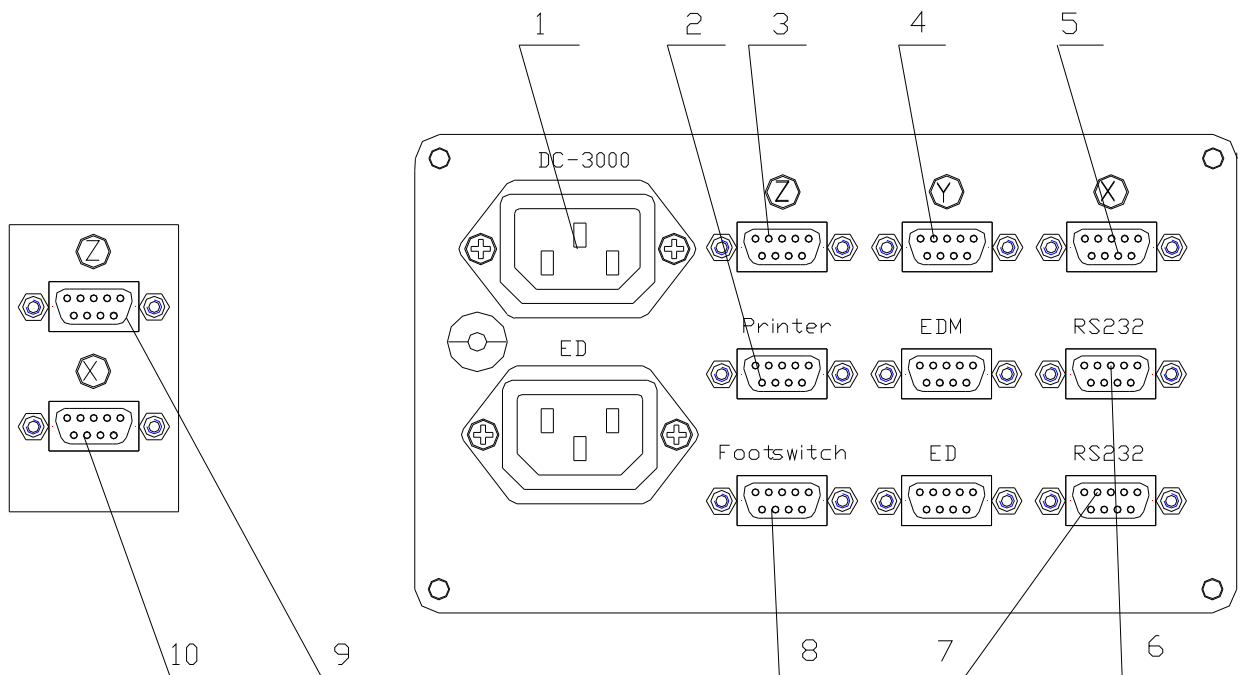 1
2
3
4
5
DC-3000
Z
Y
X
Z
Printer
EDM
RS232
ED
X
Footswitch
ED
RS232
10
9
8
7
6